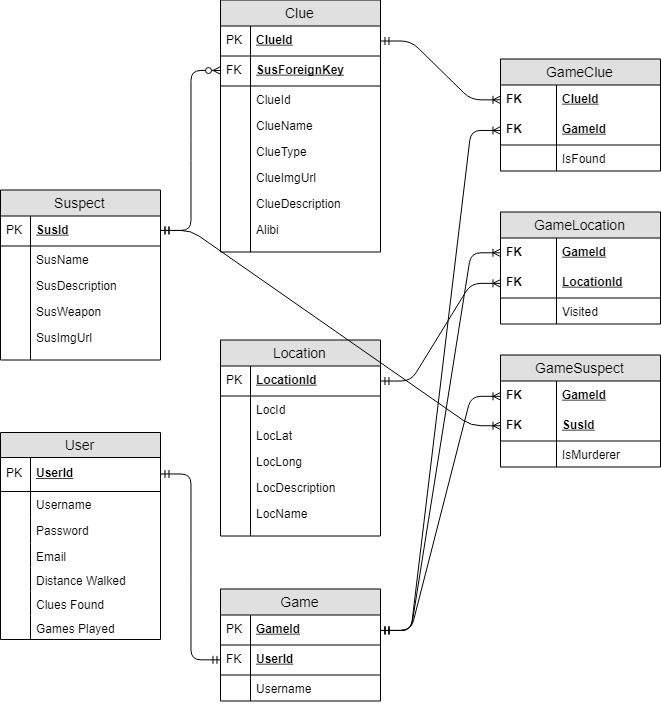 Clue
PK ClueId
FK SusForeignKey
ClueId
ClueName
ClueType
ClueImgUrl
ClueDescription
Alibi
GameClue
FK ClueId
FK GameId
IsFound
Suspect
PK SusId
SusName
SusDescription
SusWeapon
SusImgUrl
GameLocation
FK GameId
FK LocationId
Visited
Location
PK LocationId
LocId
LocLat
LocLong
LocDescription
LocName
GameSuspect
FK GameId
FK SusId
IsMurderer
User
PK UserId
Username
Password
Email
Distance Walked
Clues Found
Games Played
Game
PK GameId
FK UserId
Username